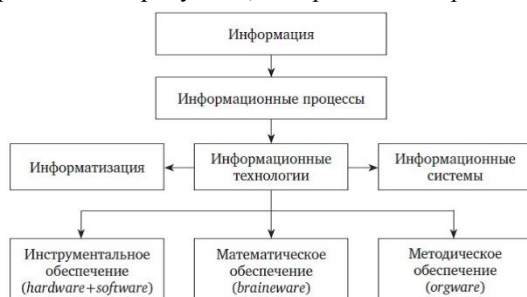 Информация
Информационные процессы
Информатизация
Информационные
технологии
Информационные
системы
Инструментальное
обеспечение
(hardware+software)
Математическое
обеспечение
(braineware)
Методическое
обеспечение
(orgware)